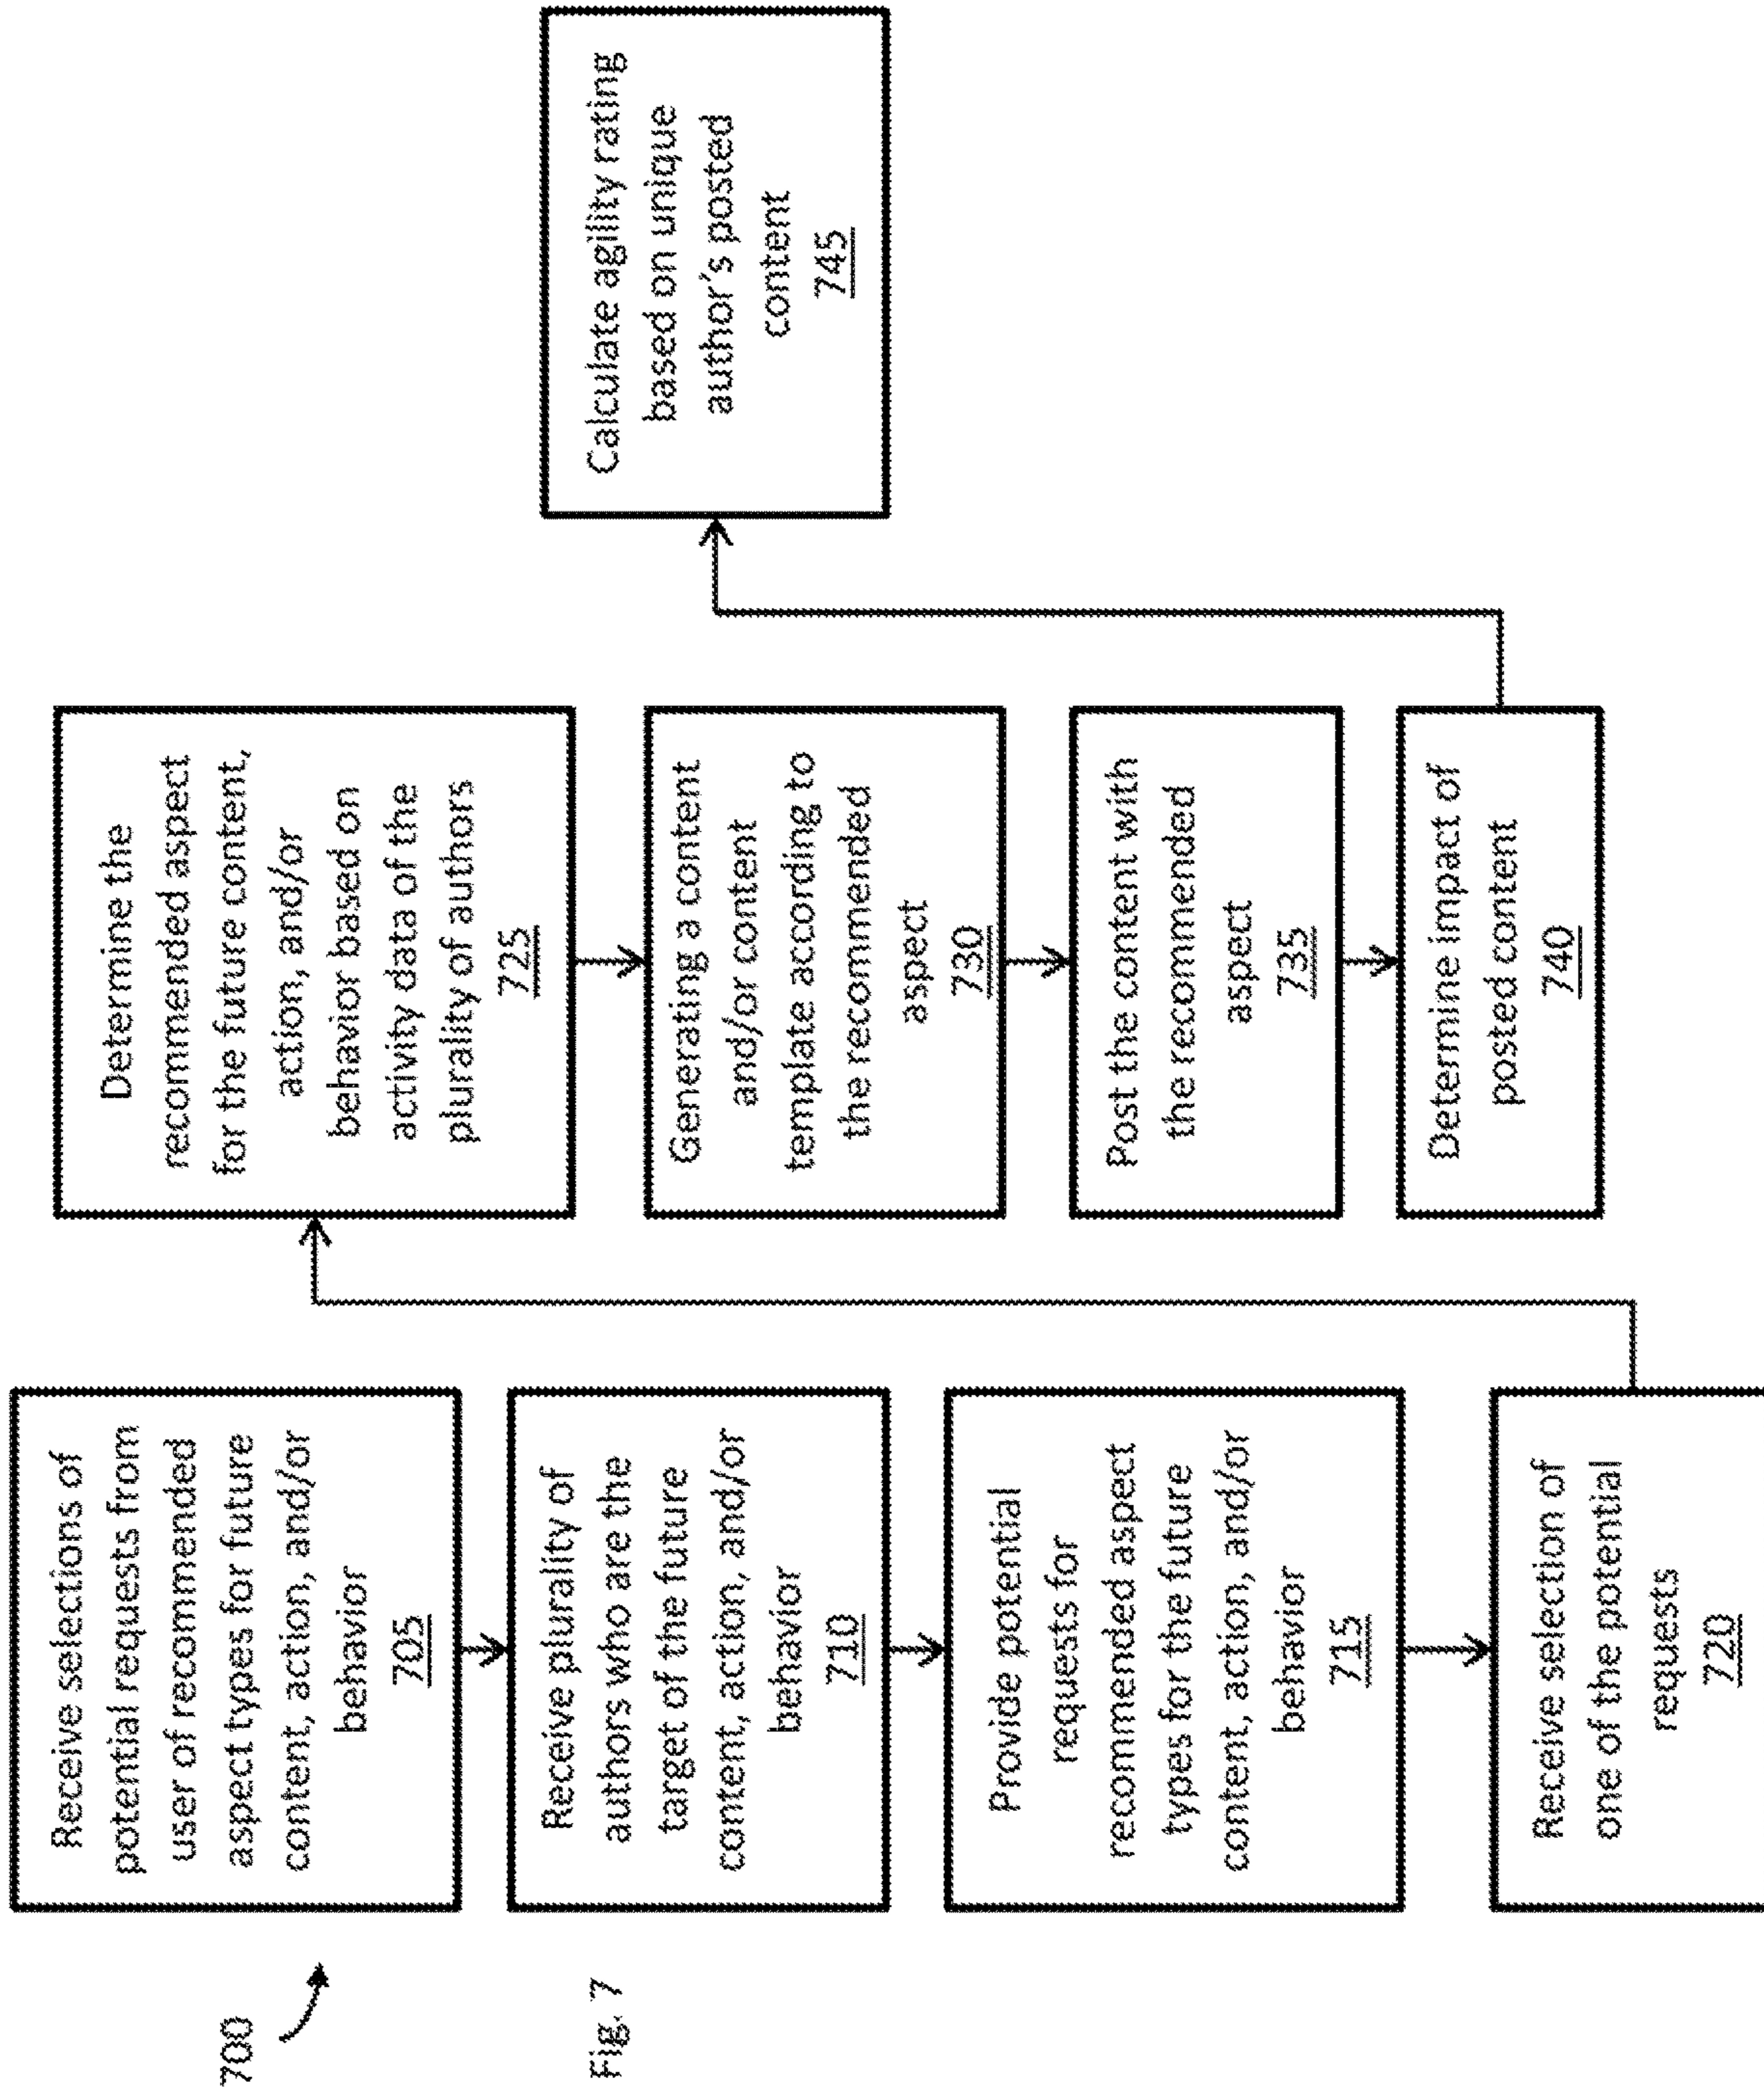 700
Fig. 7
Receive selections of
potential requests from
user of recommended
aspect types for future
content, action, and/or
behavior
705
Receive plurality of
authors who are the
target of the future
content, action, and/or
behavior
710
Provide potential
requests for
recommended aspect
types for the future
content, action, and/or
behavior
715
Receive selection of
one of the potential
requests
720
Determine the
recommended aspect
for the future content,
action, and/or
behavior based on
activity data of the
plurality of authors
725
Generating a content
and/or content
template according to
the recommended
aspect
730
Post the content with
the recommended
aspect
735
Determine impact of
posted content
740
Calculate agility rating
based on unique
author's posted
content
745